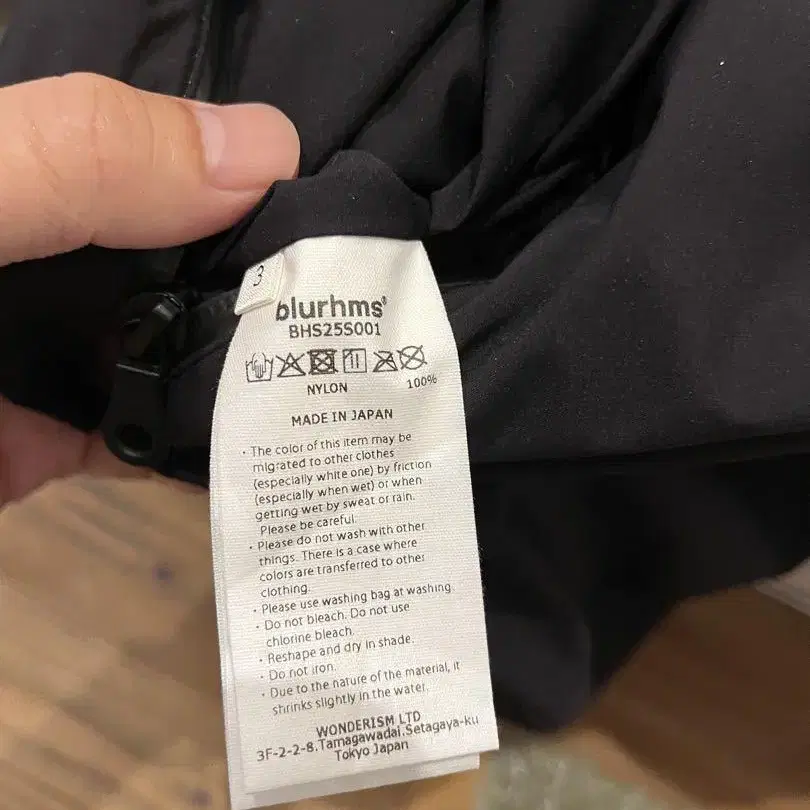 3
blurhms®
BHS25S001
NYLON 100%
MADE IN JAPAN
• The color of this item may be
migrated to other clothes
(especially white one) by friction
(especially when wet) or when
getting wet by sweat or rain.
Please be careful.
• Please do not wash with other
things. There is a case where
colors are transferred to other
clothing.
• Please use washing bag at washing.
• Do not bleach. Do not use
chlorine bleach.
• Reshape and dry in shade.
• Do not iron.
• Due to the nature of the material, it
shrinks slightly in the water.
WONDERISM LTD
3F-2-2-8.Tamagawadai.Setagaya-ku
Tokyo Japan